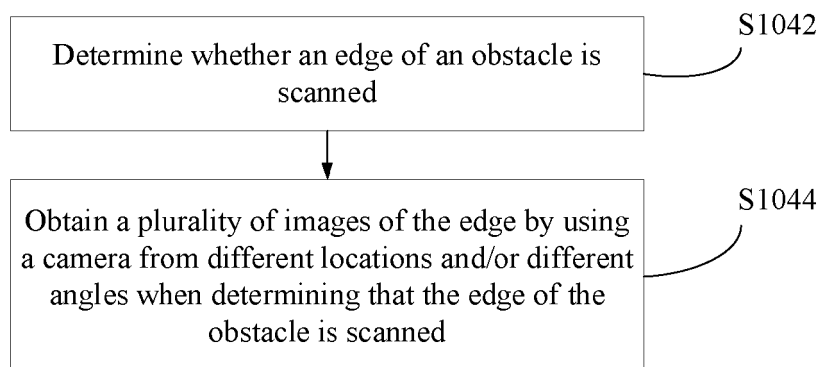 S1042
Determine whether an edge of an obstacle is
scanned
S1044
Obtain a plurality of images of the edge by using
a camera from different locations and/or different
angles when determining that the edge of the
obstacle is scanned